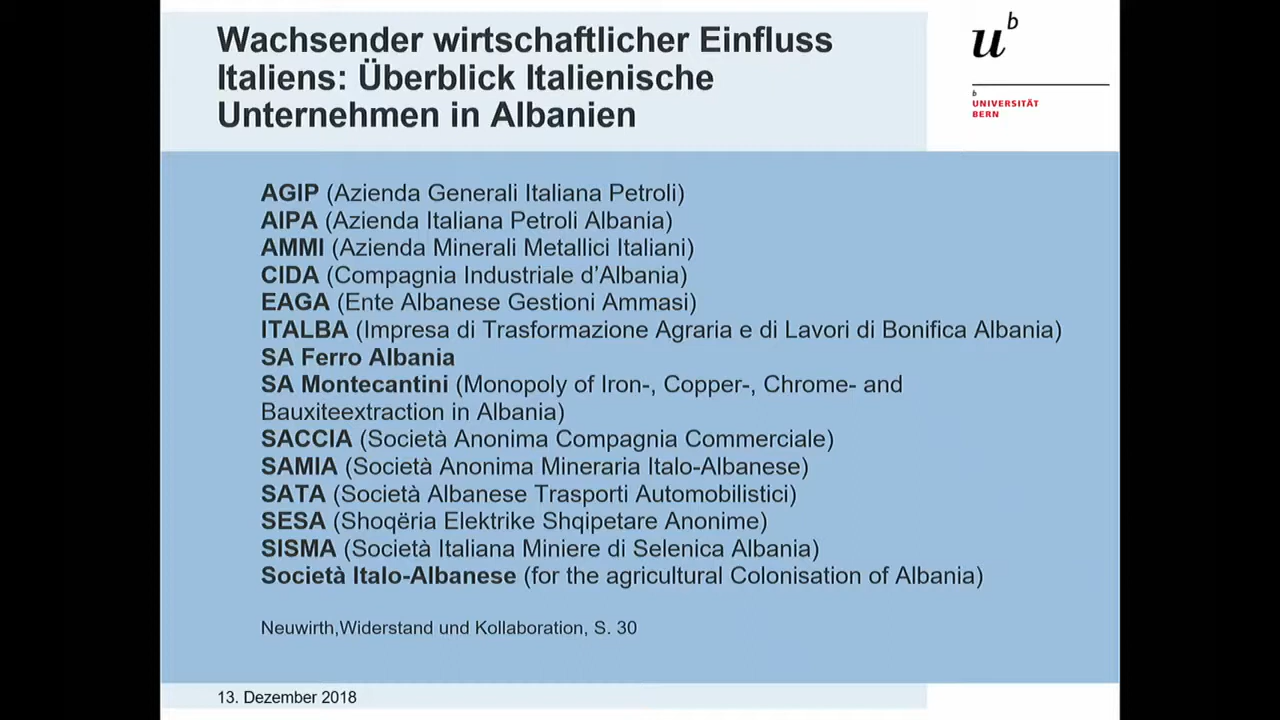 Wachsender wirtschaftlicher Einfluss
Italiens: Überblick Italienische
Unternehmen in Albanien
u b
b
UNIVERSITÄT
BERN
AGIP (Azienda Generali Italiana Petroli)
AIPA (Azienda Italiana Petroli Albania)
AMMI (Azienda Minerali Metallici Italiani)
CIDA (Compagnia Industriale d’Albania)
EAGA (Ente Albanese Gestioni Ammasi)
ITALBA (Impresa di Trasformazione Agraria e di Lavori di Bonifica Albania)
SA Ferro Albania
SA Montecantini (Monopoly of Iron-, Copper-, Chrome- and
Bauxiteextraction in Albania)
SACCIA (Società Anonima Compagnia Commerciale)
SAMIA (Società Anonima Mineraria Italo-Albanese)
SATA (Società Albanese Trasporti Automobilistici)
SESA (Shoqëria Elektrike Shqipetare Anonime)
SISMA (Società Italiana Miniere di Selenica Albania)
Società Italo-Albanese (for the agricultural Colonisation of Albania)
Neuwirth,Widerstand und Kollaboration, S. 30
13. Dezember 2018